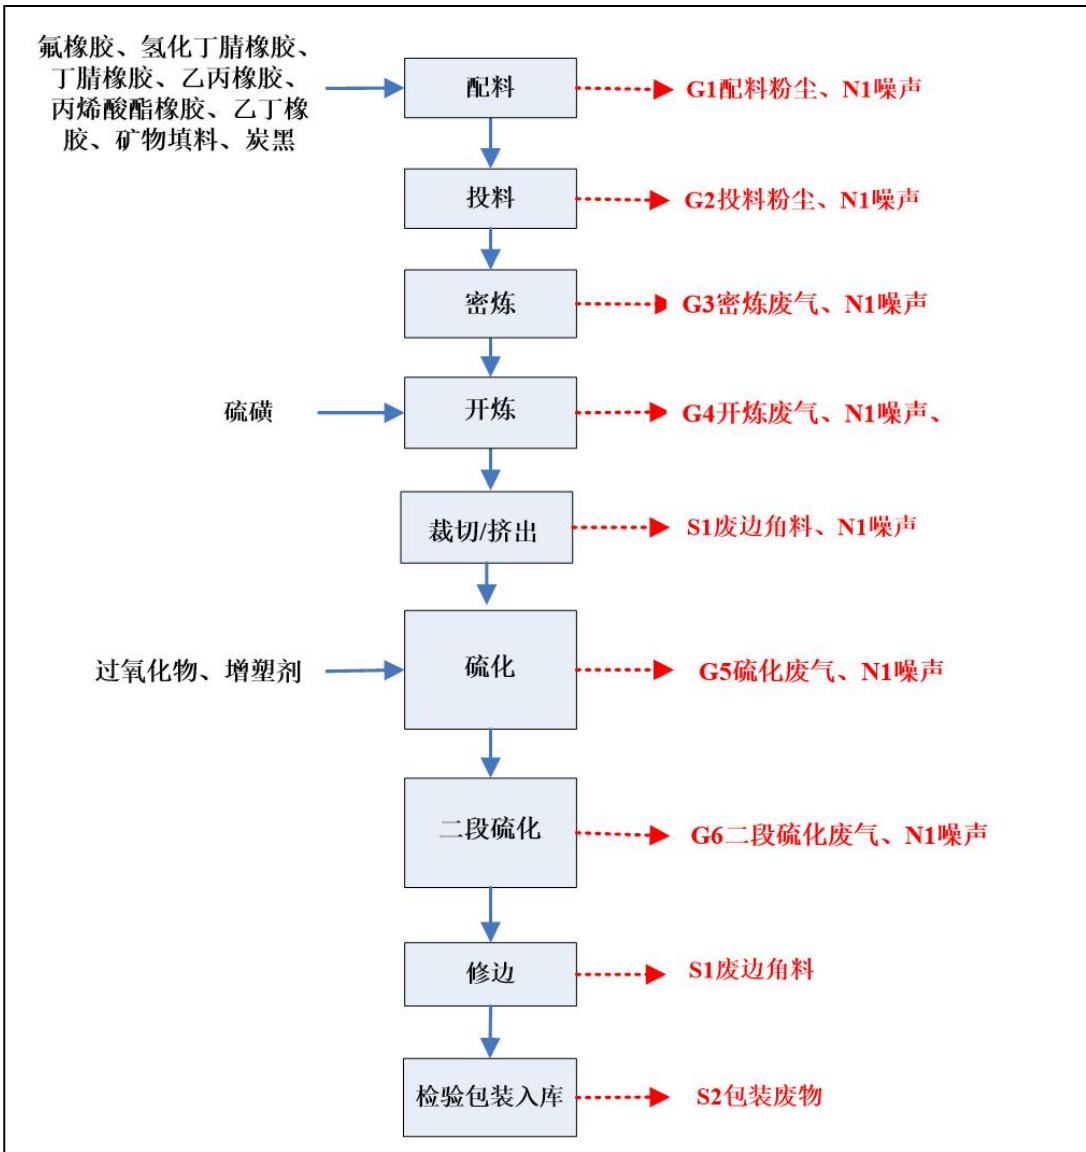 氟橡胶、氢化丁腈橡胶、
丁腈橡胶、乙丙橡胶、
丙烯酸酯橡胶、乙丁橡
胶、矿物填料、炭黑
配料
G1配料粉尘、N1噪声
投料
G2投料粉尘、N1噪声
密炼
G3密炼废气、N1噪声
硫磺
开炼
G4开炼废气、N1噪声、
裁切/挤出
S1废边角料、N1噪声
过氧化物、增塑剂
硫化
G5硫化废气、N1噪声
二段硫化
G6二段硫化废气、N1噪声
修边
S1废边角料
检验包装入库
S2包装废物